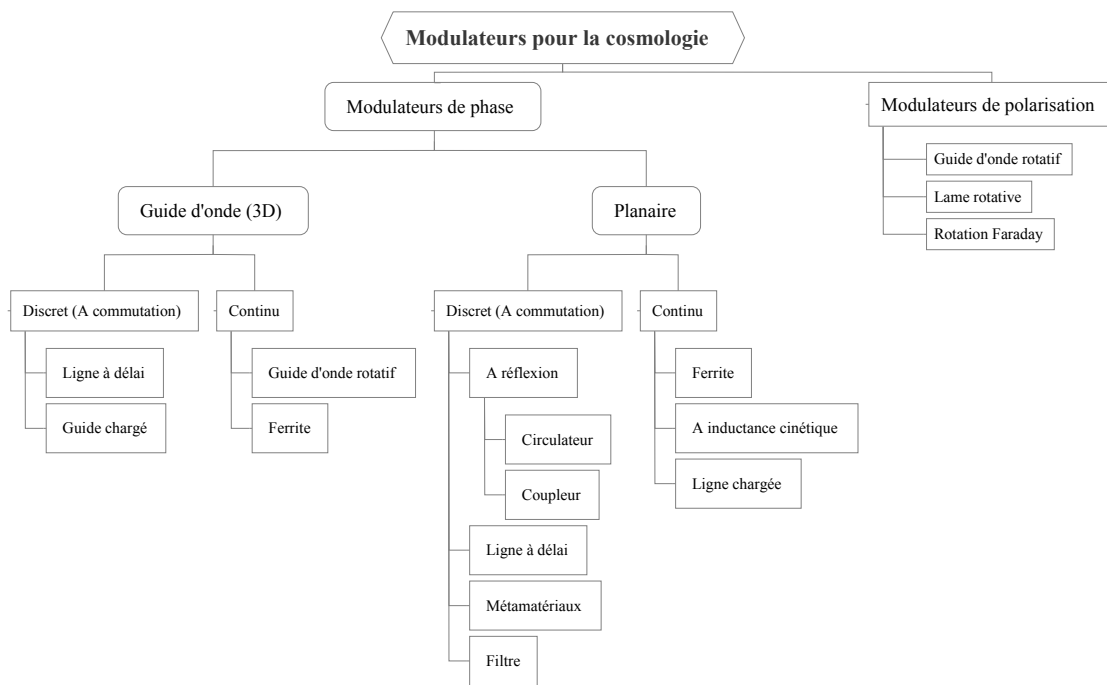 Modulateurs pour la cosmologie
Modulateurs de phase
Modulateurs de polarisation
Guide d'onde rotatif
Lame rotative
Rotation Faraday
Guide d'onde (3D)
Planaire
Discret (A commutation)
Continu
Discret (A commutation)
Continu
Ligne à délai
Guide chargé
Guide d'onde rotatif
Ferrite
A réflexion
Circulateur
Coupleur
Ligne à délai
Métamatériaux
Filtre
Ferrite
A inductance cinétique
Ligne chargée